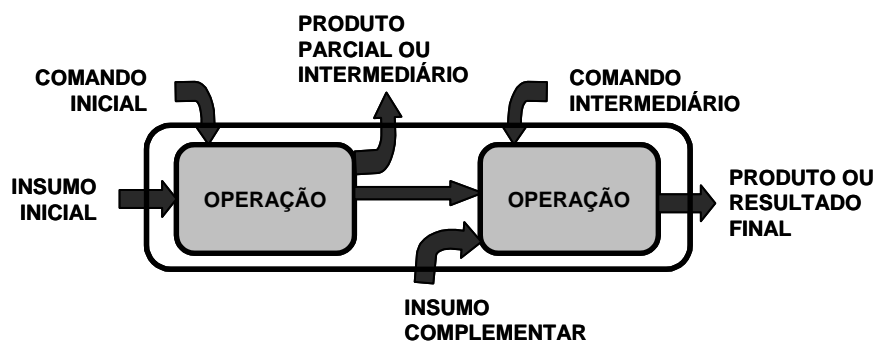 PRODUTO
PARCIAL OU
INTERMEDIÁRIO
COMANDO
INICIAL
COMANDO
INTERMEDIÁRIO
INSUMO
INICIAL
OPERAÇÃO
OPERAÇÃO
PRODUTO OU
RESULTADO
FINAL
INSUMO
COMPLEMENTAR